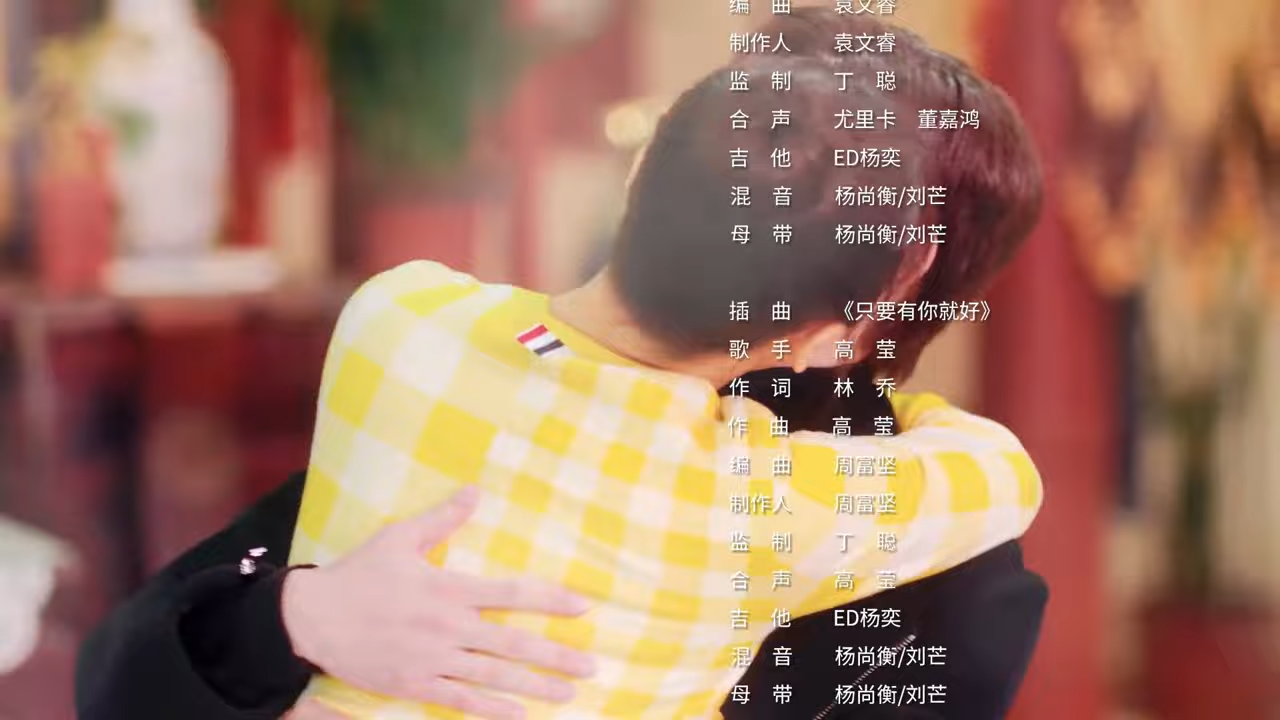 编 曲 袁文睿
制作人 袁文睿
监 制 丁 聪
合 声 尤里卡 董嘉鸿
吉 他 ED杨奕
混 音 杨尚衡/刘芒
母 带 杨尚衡/刘芒
插 曲 《只要有你就好》
歌 手 高 莹
作 词 林 乔
作 曲 高 莹
编 曲 周富坚
制作人 周富坚
监 制 丁 聪
合 声 高 莹
吉 他 ED杨奕
混 音 杨尚衡/刘芒
母 带 杨尚衡/刘芒